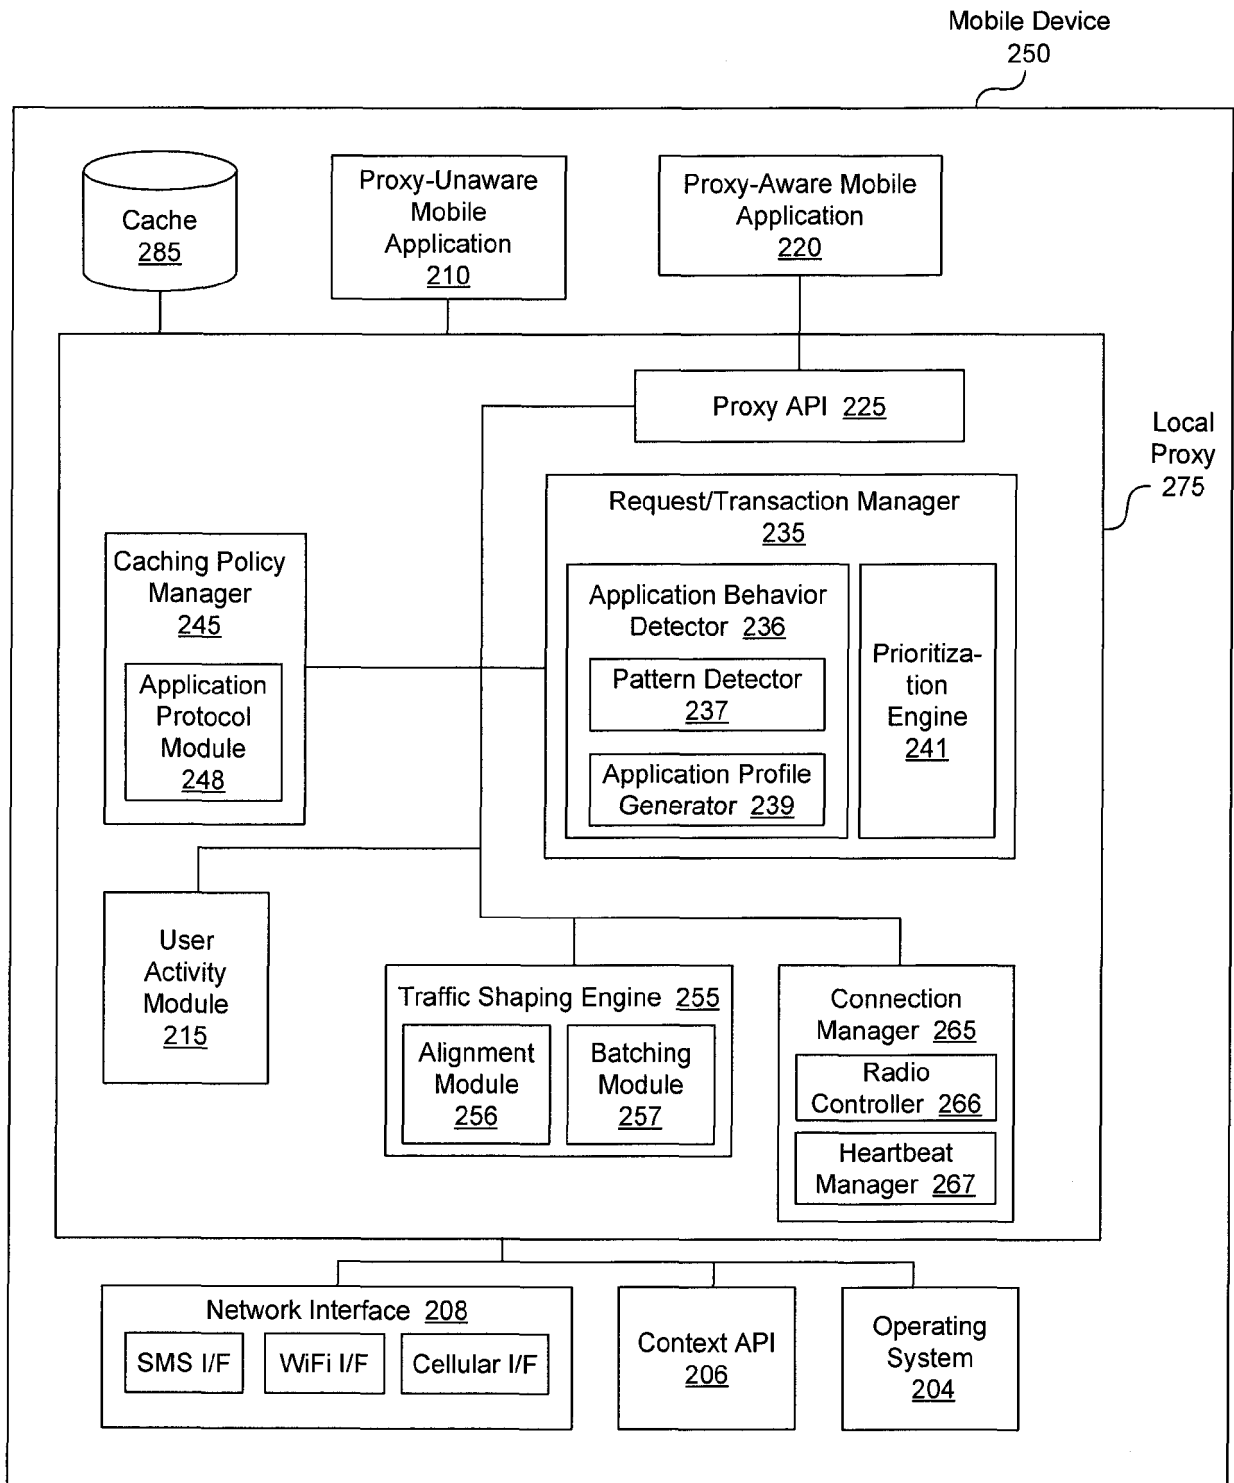 Mobile Device
250
Cache
285
Proxy-Unaware
Mobile
Application
210
Proxy-Aware Mobile
Application
220
Proxy API 225
Local
Proxy
275
Request/Transaction Manager
235
Caching Policy
Manager
245
Application
Protocol
Module
248
Application Behavior
Detector 236
Pattern Detector
237
Application Profile
Generator 239
Prioritiza-
tion
Engine
241
User
Activity
Module
215
Traffic Shaping Engine 255
Alignment
Module
256
Batching
Module
257
Connection
Manager 265
Radio
Controller 266
Heartbeat
Manager 267
Network Interface 208
SMS I/F
WiFi I/F
Cellular I/F
Context API
206
Operating
System
204